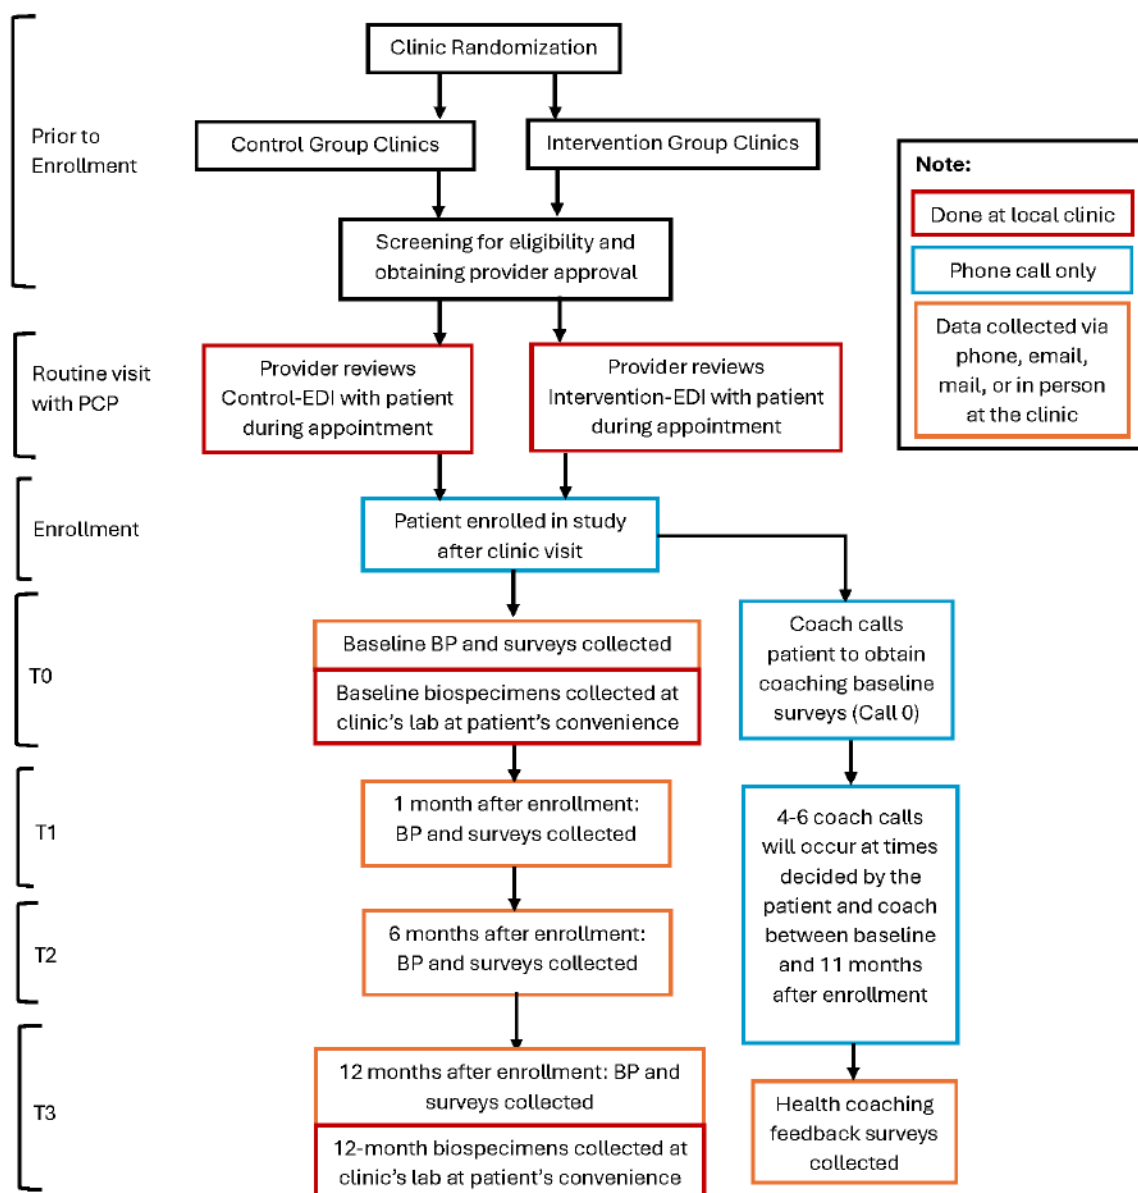 Clinic Randomization
Prior to
Enrollment
Control Group Clinics
Intervention Group Clinics
Screening for eligibility and
obtaining provider approval
Note:
Done at local clinic
Phone call only
Data collected via
phone, email,
mail, or in person
at the clinic
Routine visit
with PCP
Provider reviews
Control-EDI with patient
during appointment
Provider reviews
Intervention-EDI with patient
during appointment
Enrollment
Patient enrolled in study
after clinic visit
T0
Baseline BP and surveys collected
Baseline biospecimens collected at
clinic's lab at patient's convenience
Coach calls
patient to obtain
coaching baseline
surveys (Call 0)
T1
1 month after enrollment:
BP and surveys collected
4-6 coach calls
will occur at times
decided by the
patient and coach
between baseline
and 11 months
after enrollment
T2
6 months after enrollment:
BP and surveys collected
T3
12 months after enrollment: BP and
surveys collected
12-month biospecimens collected at
clinic's lab at patient's convenience
Health coaching
feedback surveys
collected